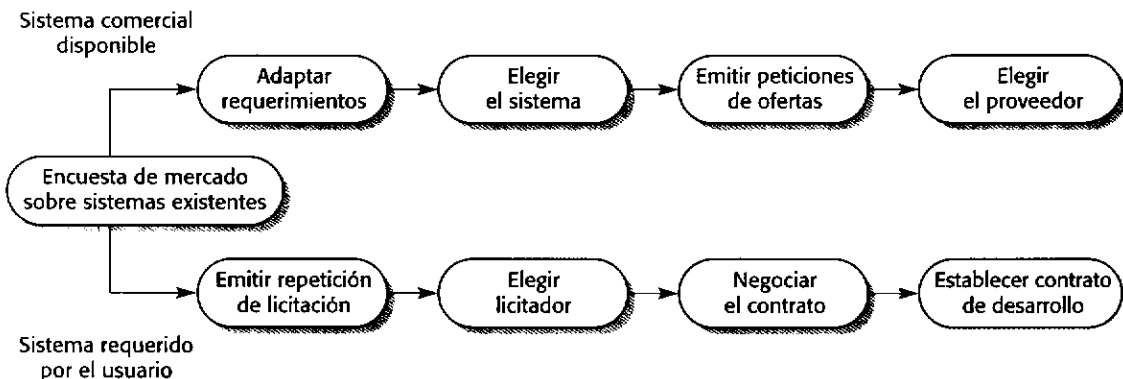 Sistema comercial
disponible
Adaptar
requerimientos
Elegir
el sistema
Emitir peticiones
de ofertas
Elegir
el proveedor
Encuesta de mercado
sobre sistemas existentes
Emitir repetición
de licitación
Elegir
licitador
Negociar
el contrato
Establecer contrato
de desarrollo
Sistema requerido
por el usuario